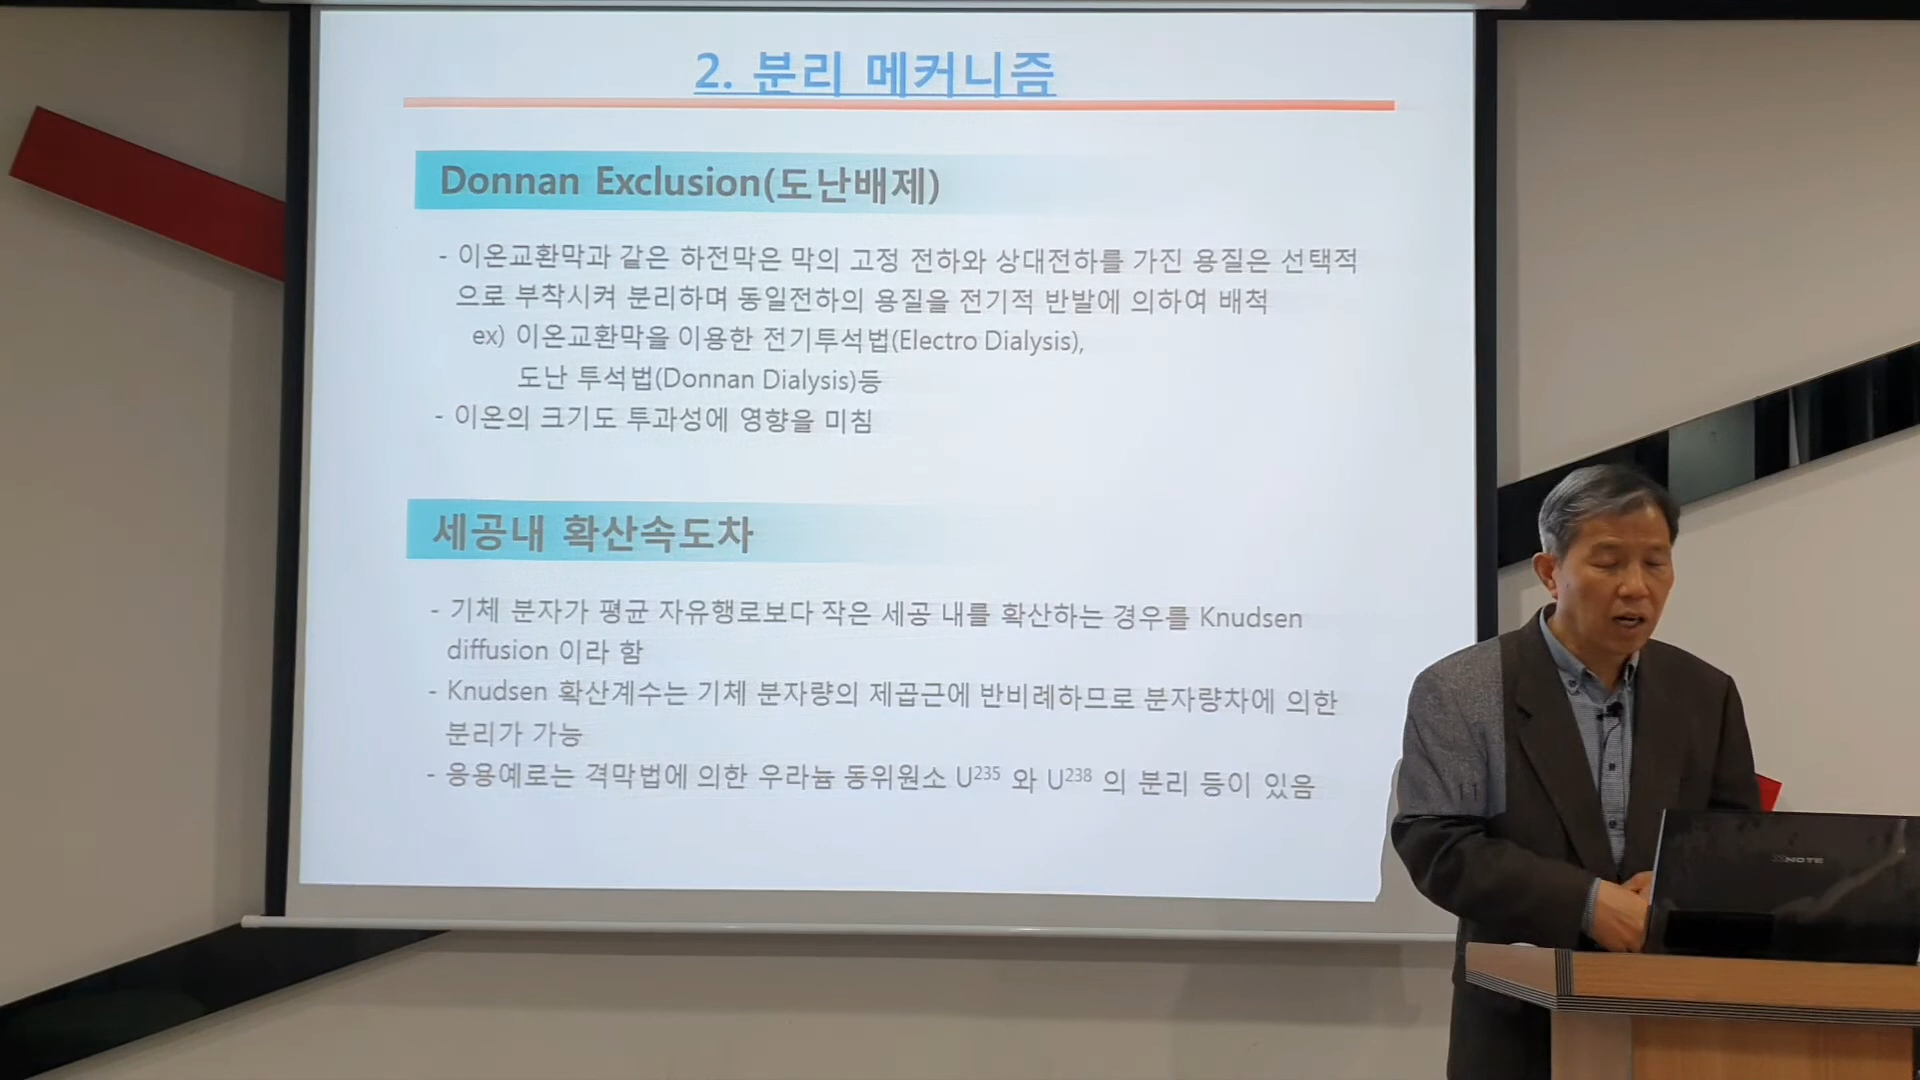 2. 분리 메커니즘
Donnan Exclusion(도난배제)
- 이온교환막과 같은 하전막은 막의 고정 전하와 상대전하를 가진 용질은 선택적
으로 부착시켜 분리하며 동일전하의 용질을 전기적 반발에 의하여 배척
ex) 이온교환막을 이용한 전기투석법(Electro Dialysis),
도난 투석법(Donnan Dialysis)등
- 이온의 크기도 투과성에 영향을 미침
세공내 확산속도차
- 기체 분자가 평균 자유행로보다 작은 세공 내를 확산하는 경우를 Knudsen
diffusion 이라 함
- Knudsen 확산계수는 기체 분자량의 제곱근에 반비례하므로 분자량차에 의한
분리가 가능
- 응용예로는 격막법에 의한 우라늄 동위원소 U²³⁵ 와 U²³⁸ 의 분리 등이 있음
XNOTE